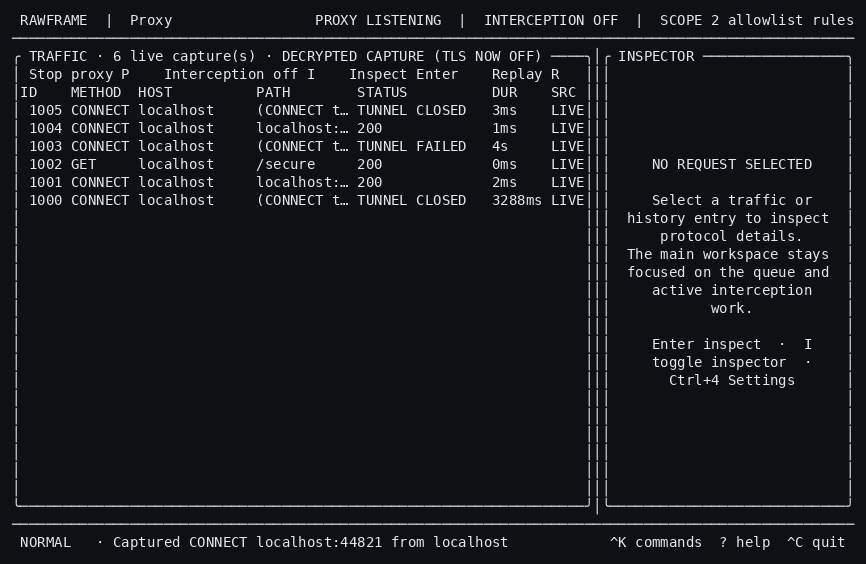 RAWFRAME | Proxy PROXY LISTENING | INTERCEPTION OFF | SCOPE 2 allowlist rules
TRAFFIC · 6 live capture(s) · DECRYPTED CAPTURE (TLS NOW OFF)
Stop proxy P Interception off I Inspect Enter Replay R
ID METHOD HOST PATH STATUS DUR SRC
1005 CONNECT localhost (CONNECT t… TUNNEL CLOSED 3ms LIVE
1004 CONNECT localhost localhost:… 200 1ms LIVE
1003 CONNECT localhost (CONNECT t… TUNNEL FAILED 4s LIVE
1002 GET localhost /secure 200 0ms LIVE
1001 CONNECT localhost localhost:… 200 2ms LIVE
1000 CONNECT localhost (CONNECT t… TUNNEL CLOSED 3288ms LIVE
INSPECTOR
NO REQUEST SELECTED
Select a traffic or
history entry to inspect
protocol details.
The main workspace stays
focused on the queue and
active interception
work.
Enter inspect · I
toggle inspector ·
Ctrl+4 Settings
NORMAL · Captured CONNECT localhost:44821 from localhost ^K commands ? help ^C quit